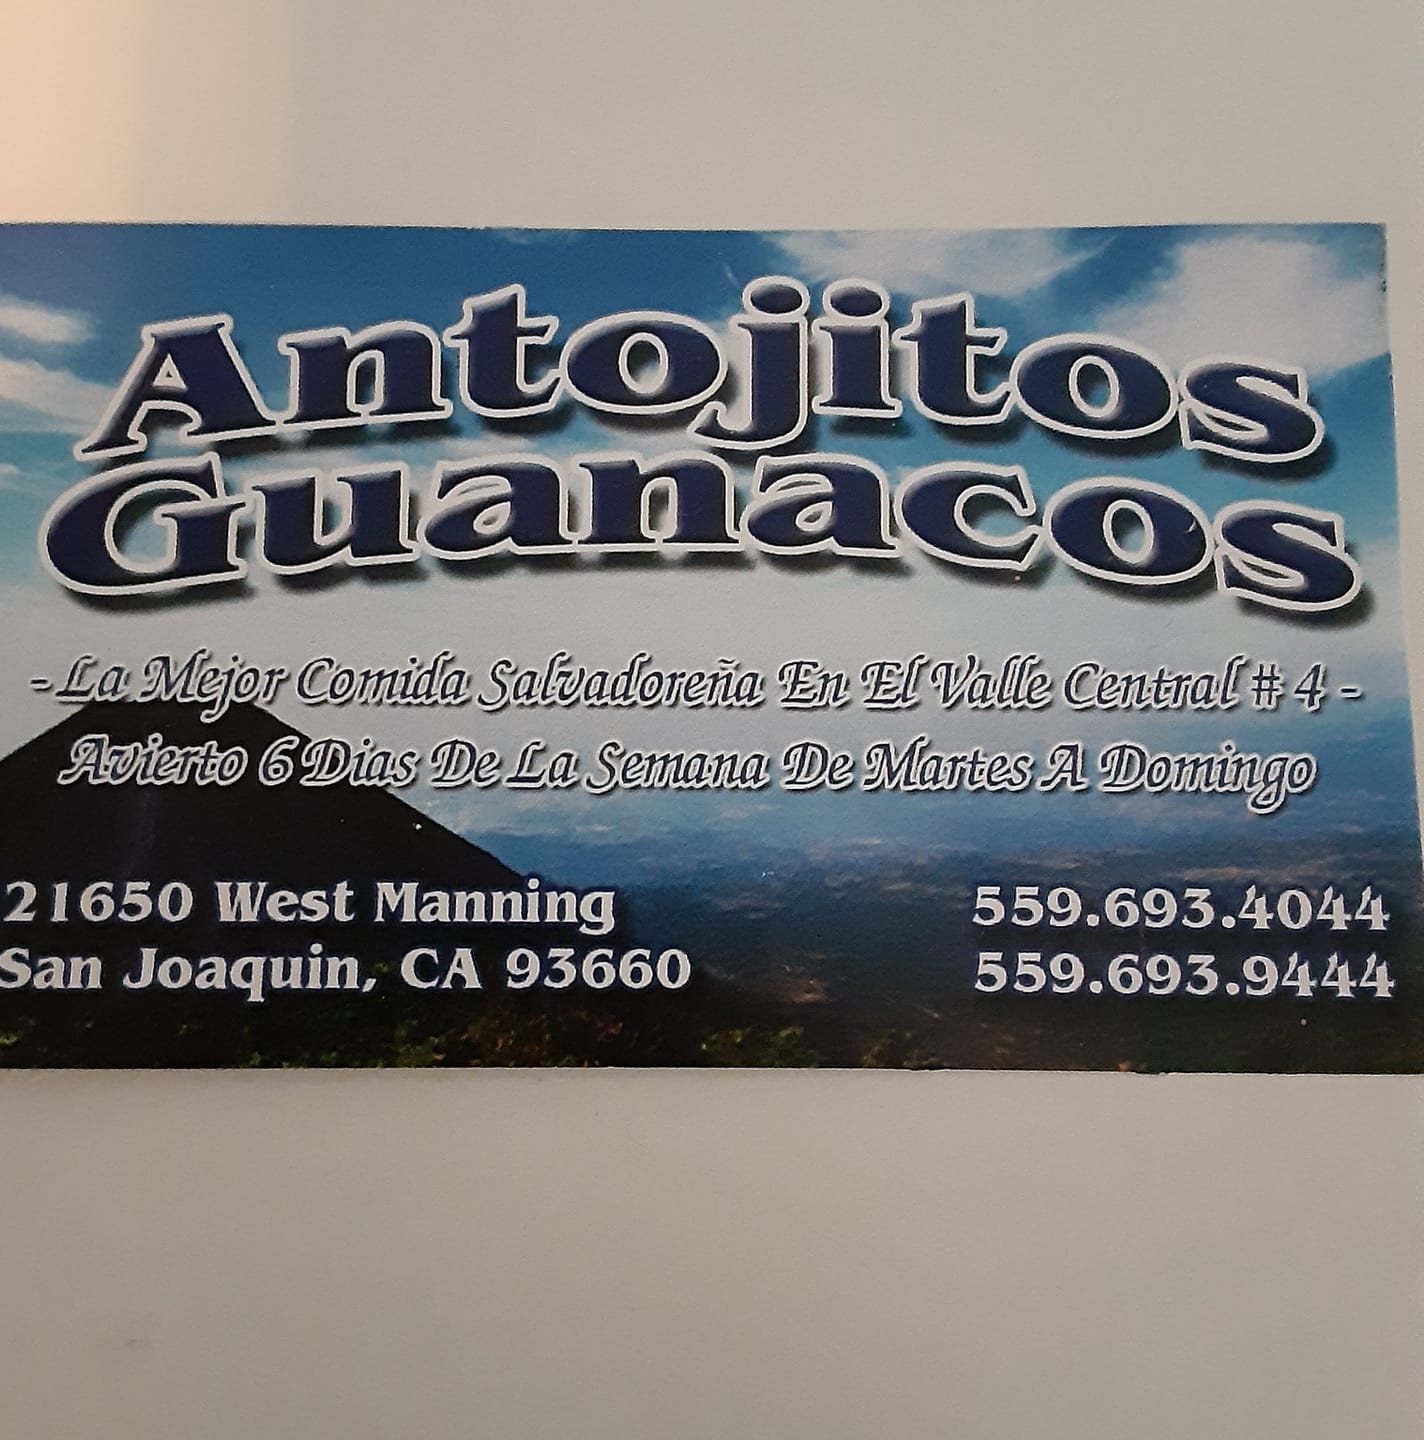 Antojitos
Guanacos
- La Mejor Comida Salvadoreña En El Valle Central # 4 -
Avierto 6 Dias De La Semana De Martes A Domingo
21650 West Manning
San Joaquin, CA 93660
559.693.4044
559.693.9444